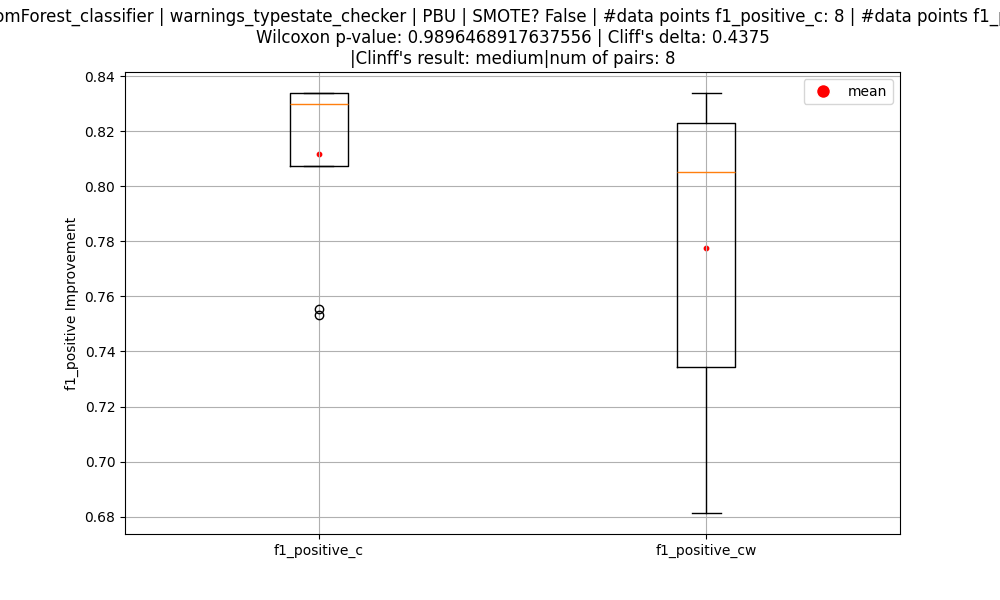 omForest_classifier | warnings_typestate_checker | PBU | SMOTE? False | #data points f1_positive_c: 8 | #data points f1_p
Wilcoxon p-value: 0.9896468917637556 | Cliff's delta: 0.4375
|Clinff's result: medium|num of pairs: 8
mean
0.84
0.82
0.80
0.78
0.76
0.74
0.72
0.70
0.68
f1_positive Improvement
f1_positive_c
f1_positive_cw